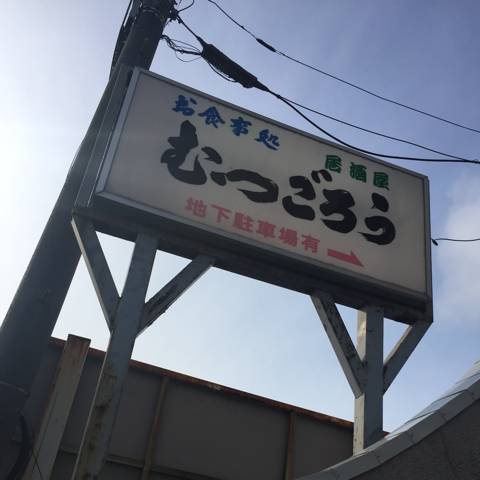 お食事処
居酒屋
むつごろう
地下駐車場有